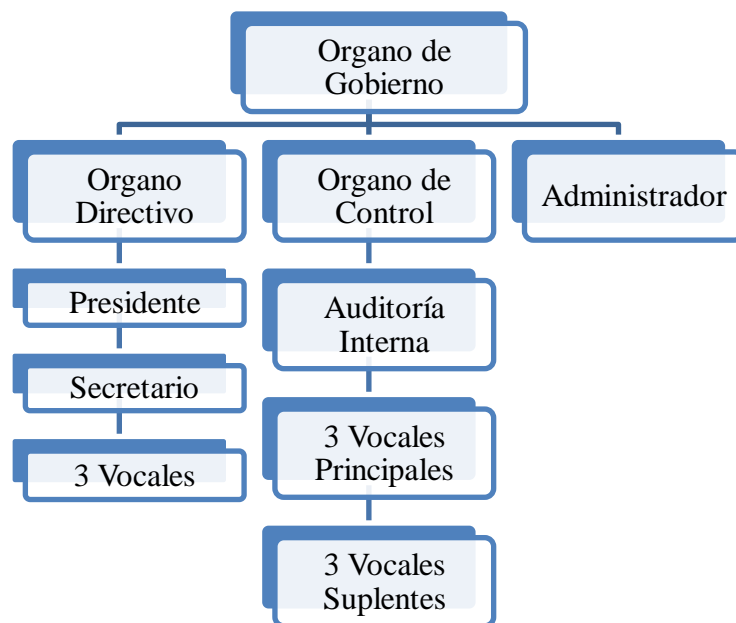 Organo de
Gobierno
Organo
Directivo
Organo de
Control
Administrador
Presidente
Secretario
3 Vocales
Auditoría
Interna
3 Vocales
Principales
3 Vocales
Suplentes